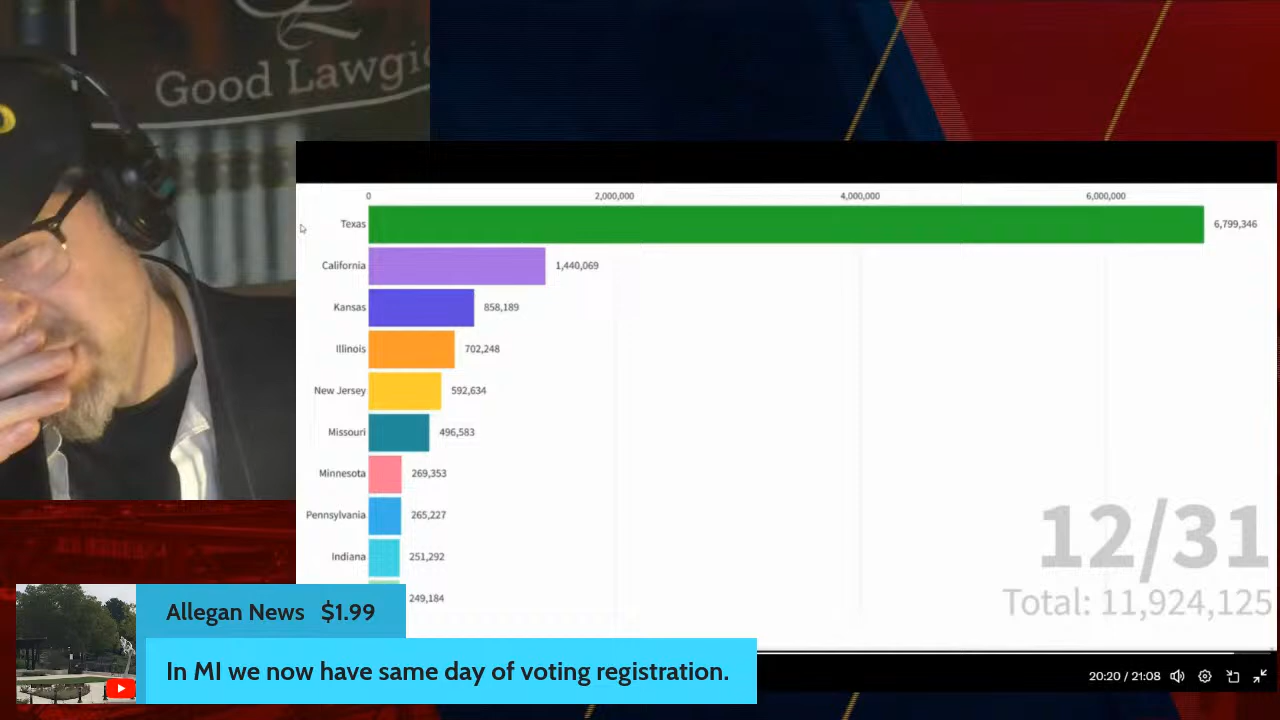 Good Lawgic
0
2,000,000
4,000,000
6,000,000
Texas 6,799,346
California 1,440,069
Kansas 858,189
Illinois 702,248
New Jersey 592,634
Missouri 496,583
Minnesota 269,353
Pennsylvania 265,227
Indiana 251,292
249,184
12/31
Total: 11,924,125
Allegan News $1.99
In MI we now have same day of voting registration.
20:20 / 21:08